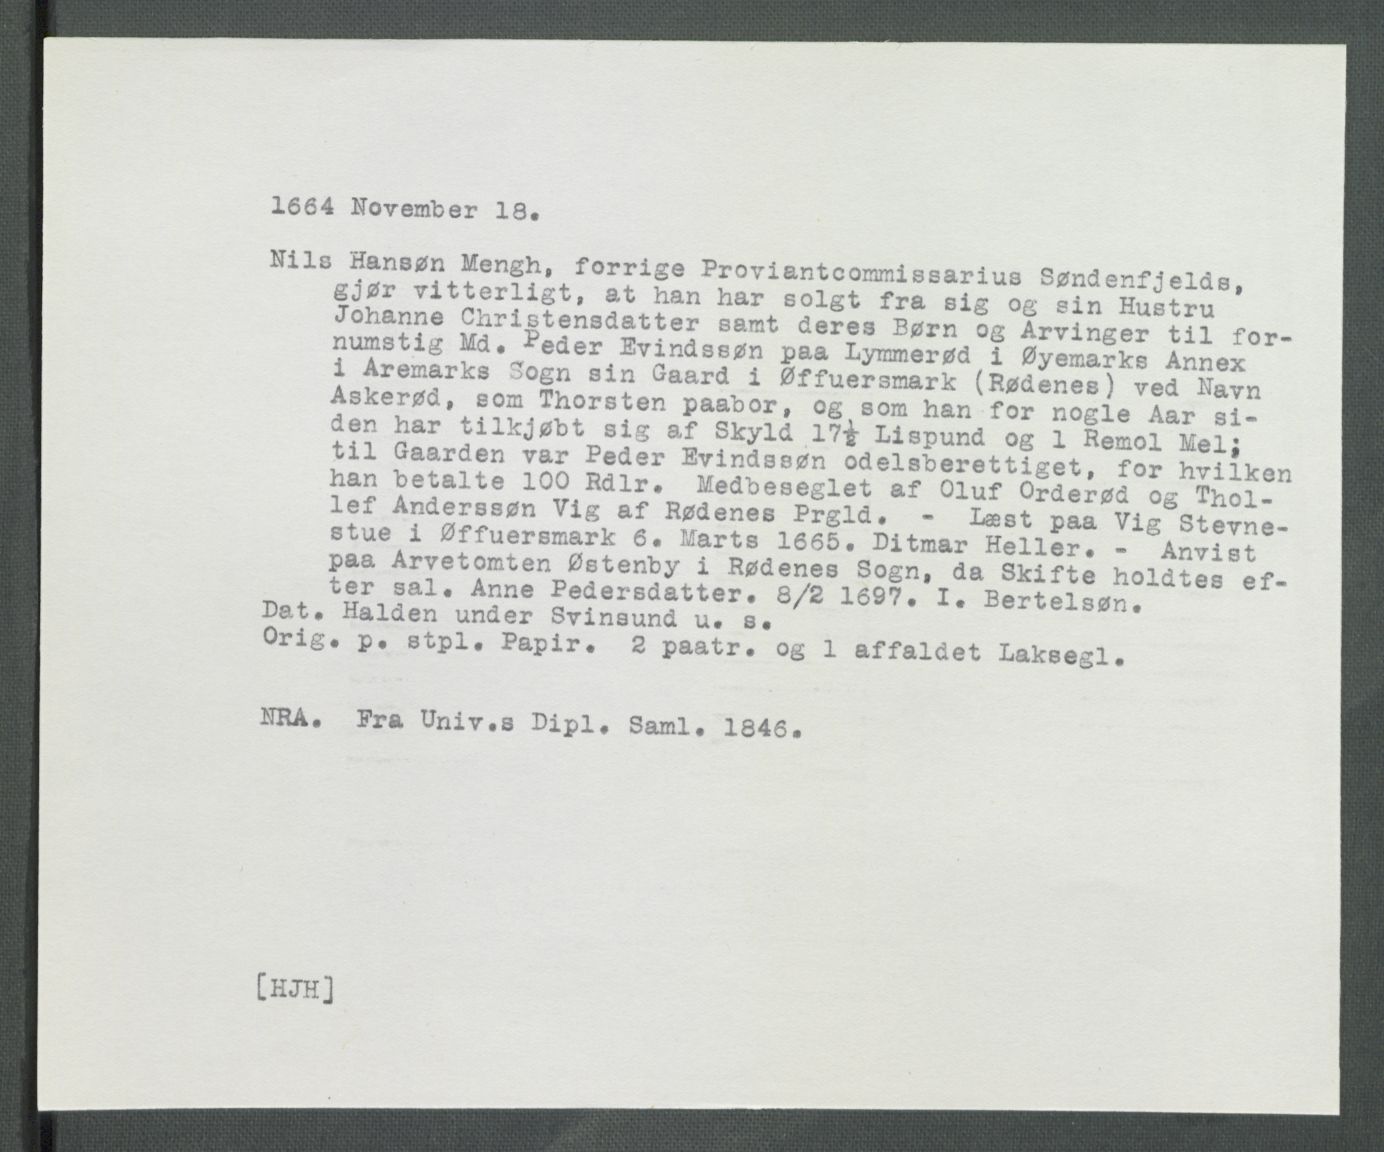 1664 November 18.
Nils Hansøn Mengh, forrige Proviantcommissarius Søndenfjelds,
gjør vitterligt, at han har solgt fra sig og sin Hustru
Johanne Christensdatter samt deres Børn og Arvinger til for-
numstig Md. Peder Evindssøn paa Lymmerød i Øyemarks Annex
i Aremarks Sogn sin Gaard i Øffuersmark (Rødenes) ved Navn
Askerød, som Thorsten paabor, og som han for nogle Aar si-
den har tilkjøbt sig af Skyld 17½ Lispund og 1 Remol Mel;
til Gaarden var Peder Evindssøn odelsberettiget, for hvilken
han betalte 100 Rdlr. Medbeseglet af Oluf Orderød og Thol-
lef Anderssøn Vig af Rødenes Prgld. - Læst paa Vig Stevne-
stue i Øffuersmark 6. Marts 1665. Ditmar Heller. - Anvist
paa Arvetomten Østenby i Rødenes Sogn, da Skifte holdtes ef-
ter sal. Anne Pedersdatter. 8/2 1697. I. Bertelsøn.
Dat. Halden under Svinsund u. s.
Orig. p. stpl. Papir. 2 paatr. og 1 affaldet Laksegl.
NRA. Fra Univ.s Dipl. Saml. 1846.
[HJH]